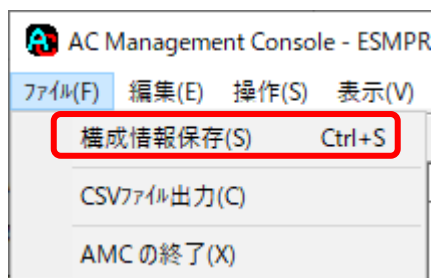 AC Management Console - ESMPR
ﾌｧｲﾙ(F) 編集(E) 操作(S) 表示(V)
構成情報保存(S) Ctrl+S
CSVﾌｧｲﾙ出力(C)
AMC の終了(X)